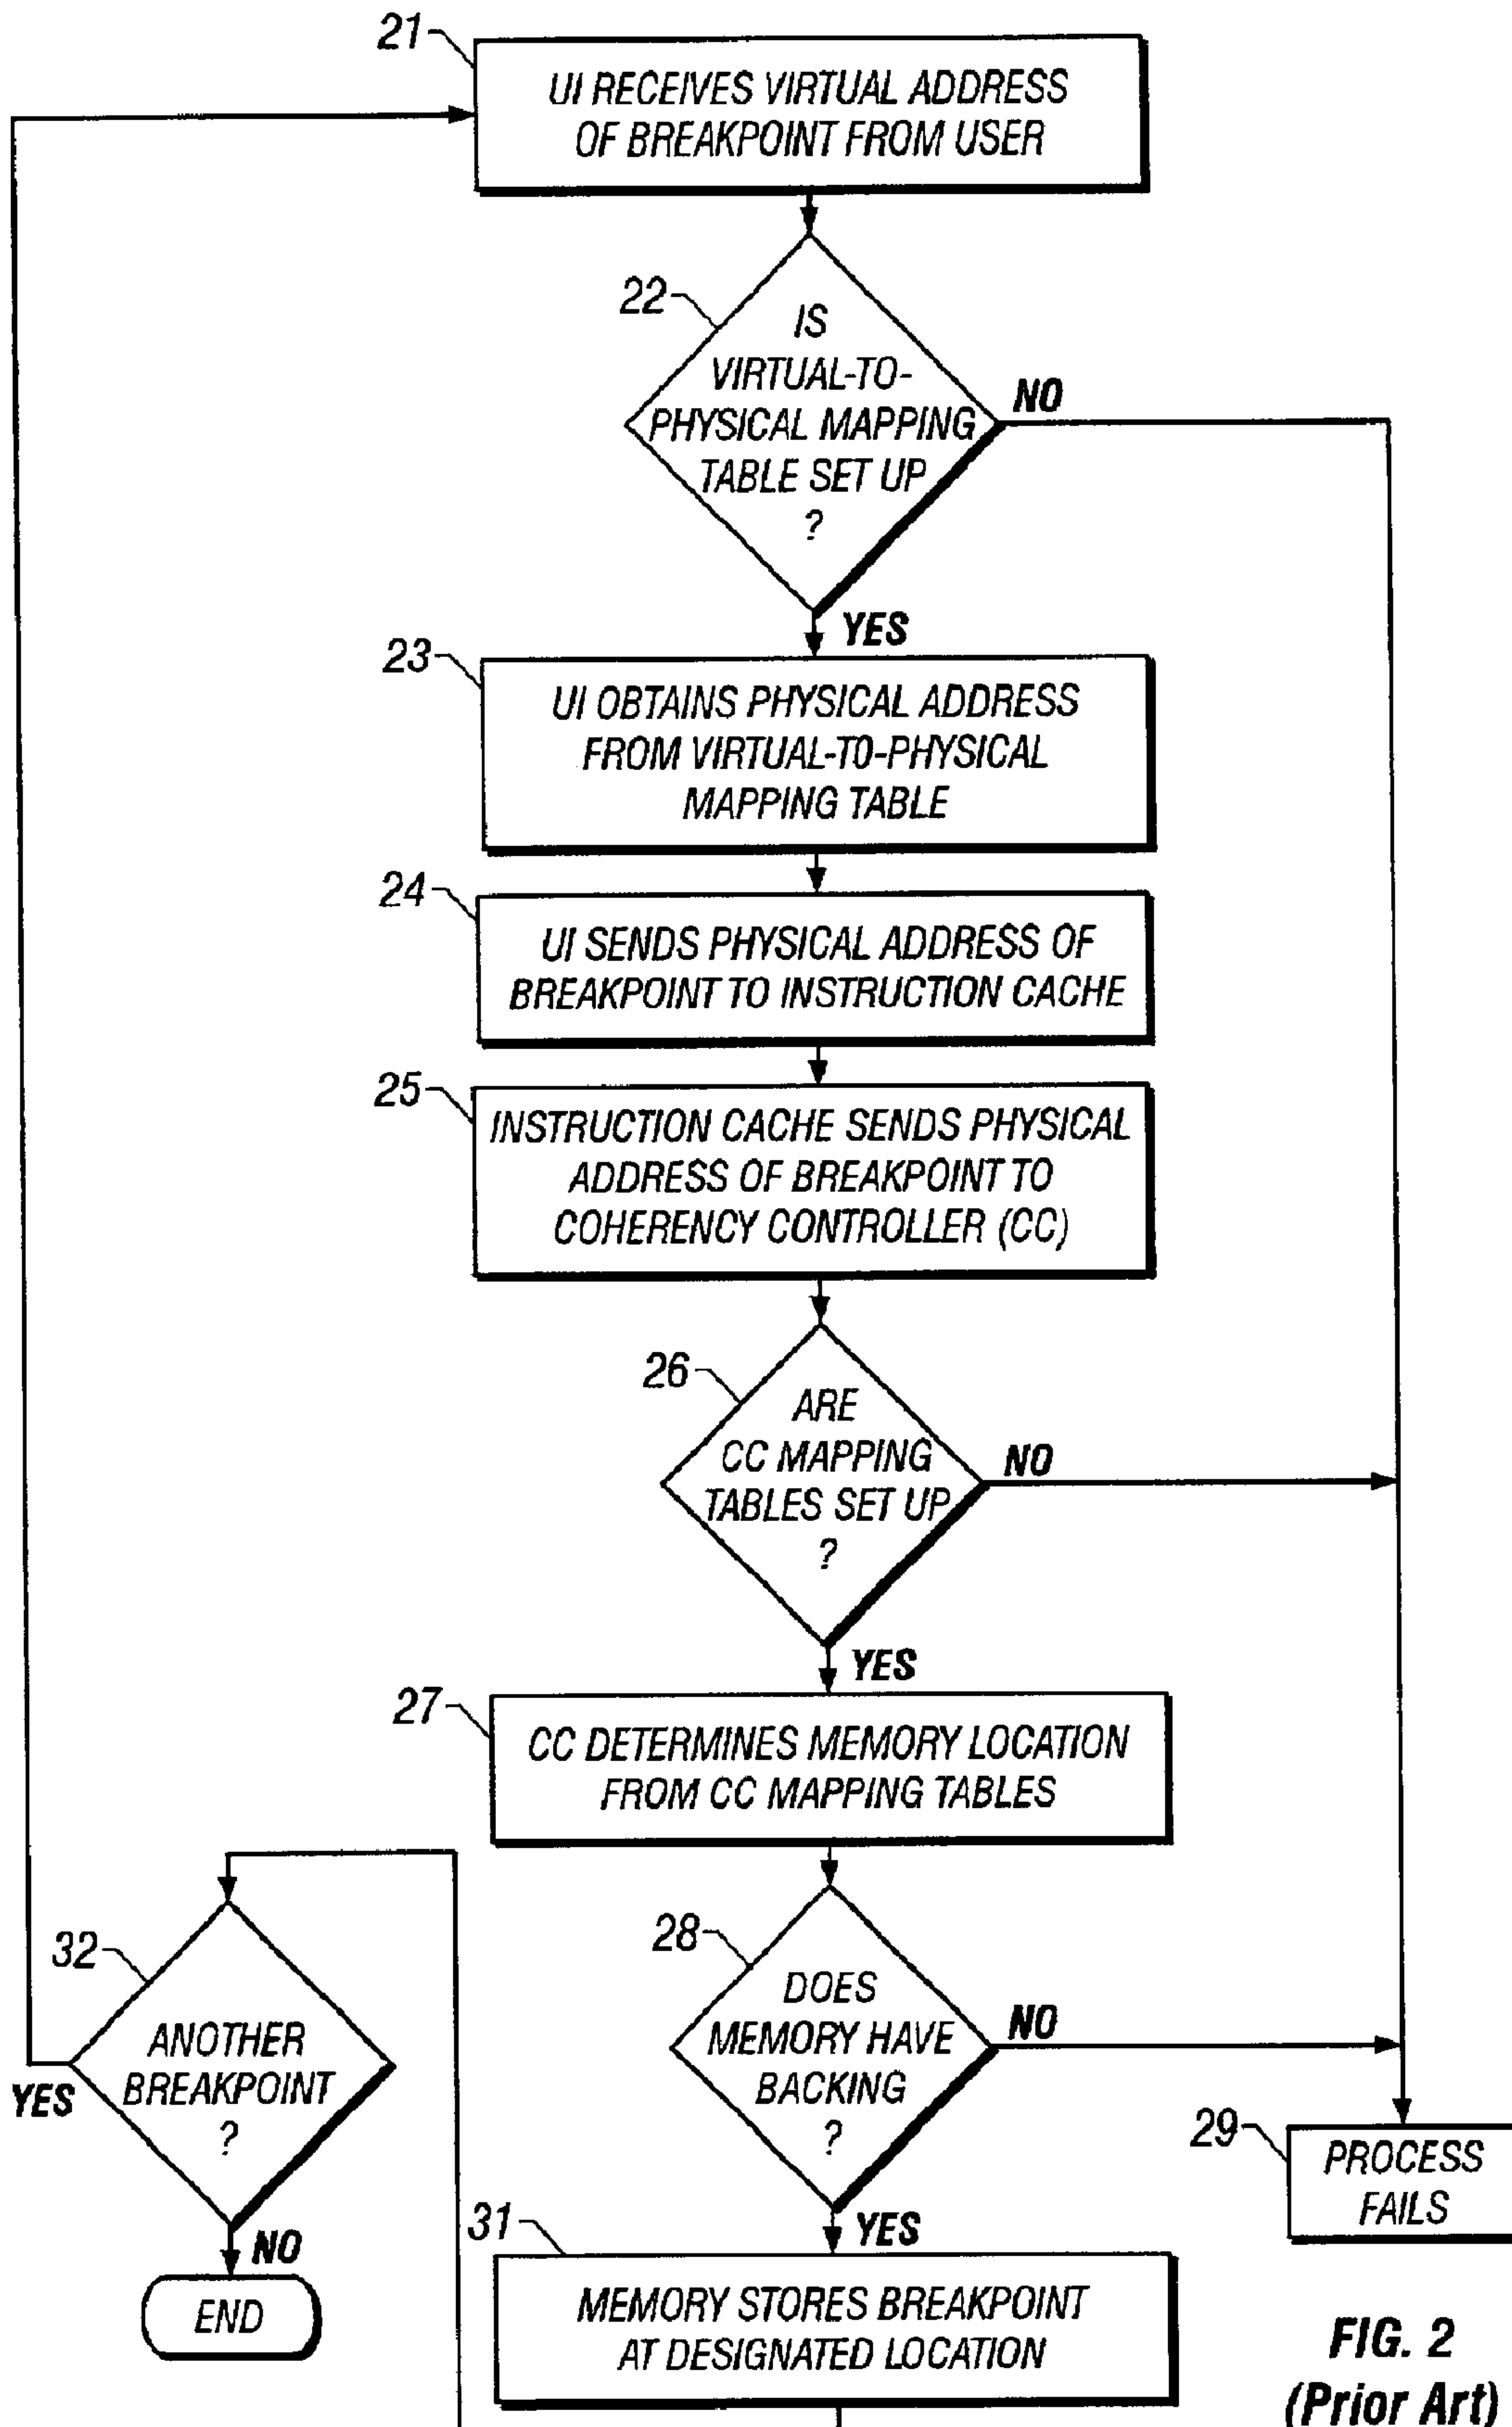 21
UI RECEIVES VIRTUAL ADDRESS
OF BREAKPOINT FROM USER
22
IS
VIRTUAL-TO-
PHYSICAL MAPPING
TABLE SET UP
?
NO
YES
23
UI OBTAINS PHYSICAL ADDRESS
FROM VIRTUAL-TO-PHYSICAL
MAPPING TABLE
24
UI SENDS PHYSICAL ADDRESS OF
BREAKPOINT TO INSTRUCTION CACHE
25
INSTRUCTION CACHE SENDS PHYSICAL
ADDRESS OF BREAKPOINT TO
COHERENCY CONTROLLER (CC)
26
ARE
CC MAPPING
TABLES SET UP
?
NO
YES
27
CC DETERMINES MEMORY LOCATION
FROM CC MAPPING TABLES
28
DOES
MEMORY HAVE
BACKING
?
NO
YES
29
PROCESS
FAILS
31
MEMORY STORES BREAKPOINT
AT DESIGNATED LOCATION
32
ANOTHER
BREAKPOINT
?
YES
NO
END
FIG. 2
(Prior Art)